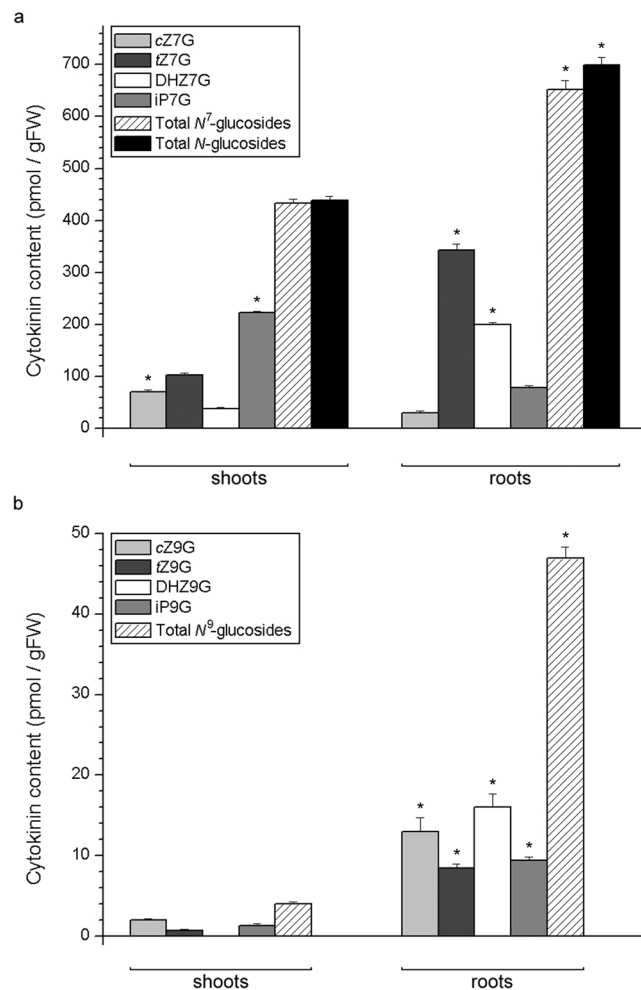 a
cZ7G
tZ7G
DHZ7G
iP7G
Total N⁷-glucosides
Total N-glucosides
Cytokinin content (pmol / gFW)
700
600
500
400
300
200
100
0
*
*
*
*
*
*
shoots
roots
b
cZ9G
tZ9G
DHZ9G
iP9G
Total N⁹-glucosides
Cytokinin content (pmol / gFW)
50
40
30
20
10
0
*
*
*
*
*
shoots
roots